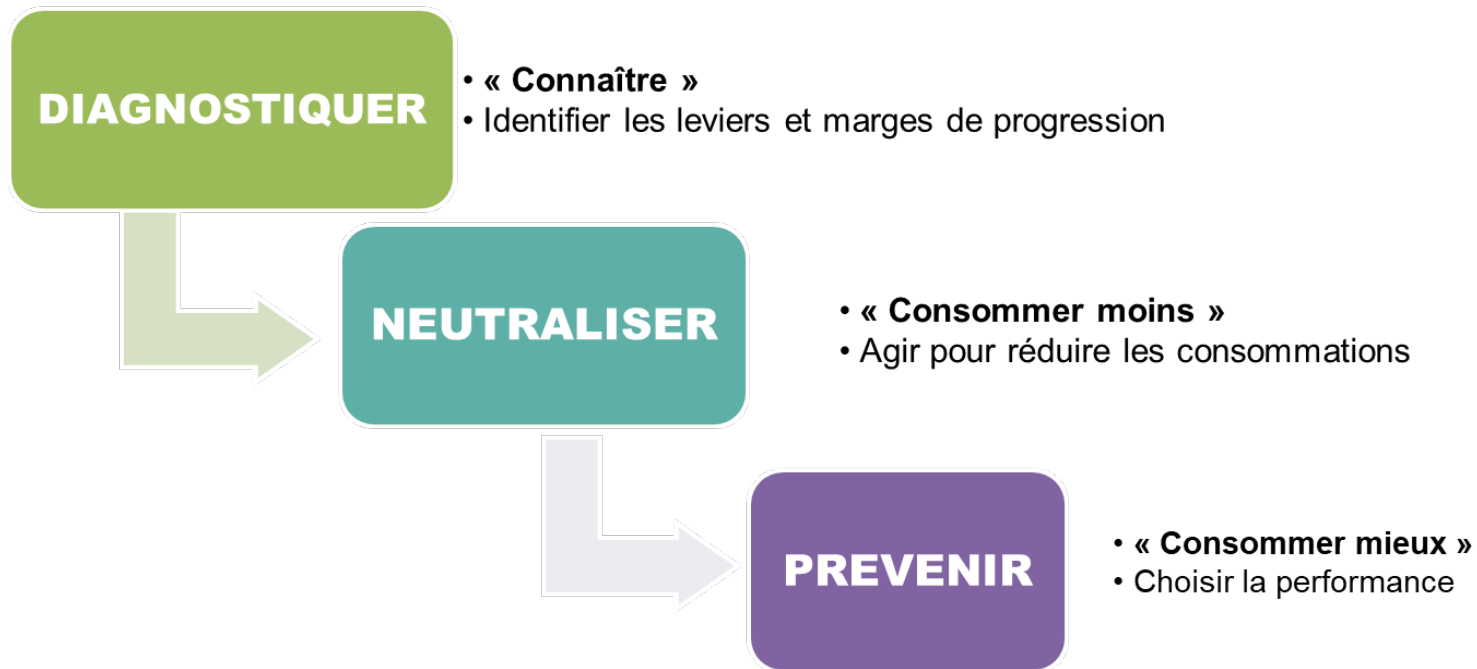 DIAGNOSTIQUER
• « Connaître »
• Identifier les leviers et marges de progression
NEUTRALISER
• « Consommer moins »
• Agir pour réduire les consommations
PREVENIR
• « Consommer mieux »
• Choisir la performance